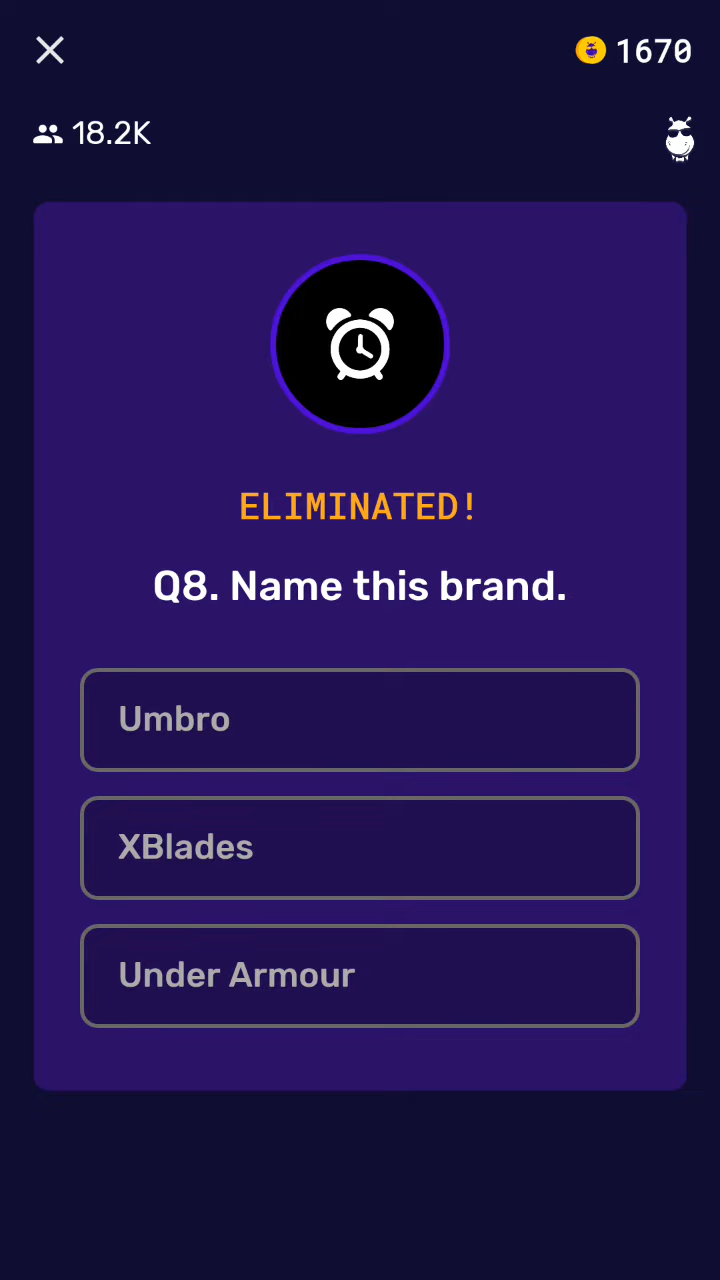 1670
18.2K
ELIMINATED!
Q8. Name this brand.
Umbro
XBlades
Under Armour